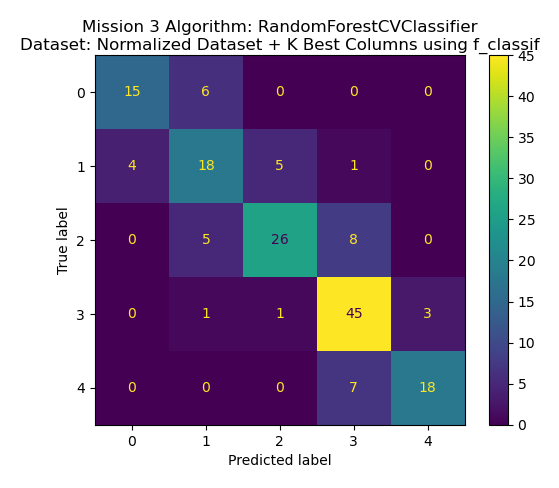 Mission 3 Algorithm: RandomForestCVClassifier
Dataset: Normalized Dataset + K Best Columns using f_classif
0 15 6 0 0 0
1 4 18 5 1 0
2 0 5 26 8 0
3 0 1 1 45 3
4 0 0 0 7 18
0 1 2 3 4
True label
Predicted label
45
40
35
30
25
20
15
10
5
0